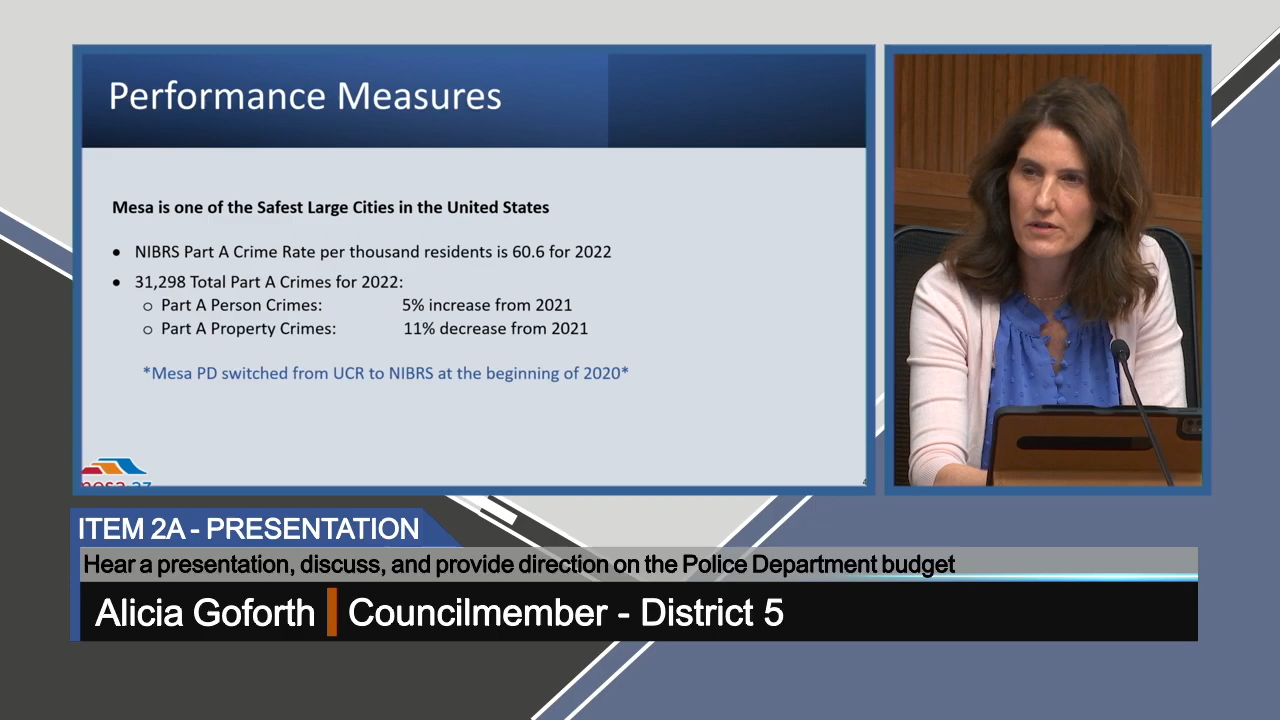 Performance Measures
Mesa is one of the Safest Large Cities in the United States
• NIBRS Part A Crime Rate per thousand residents is 60.6 for 2022
• 31,298 Total Part A Crimes for 2022:
o Part A Person Crimes: 5% increase from 2021
o Part A Property Crimes: 11% decrease from 2021
*Mesa PD switched from UCR to NIBRS at the beginning of 2020*
mesa·az
ITEM 2A - PRESENTATION
Hear a presentation, discuss, and provide direction on the Police Department budget
Alicia Goforth | Councilmember - District 5